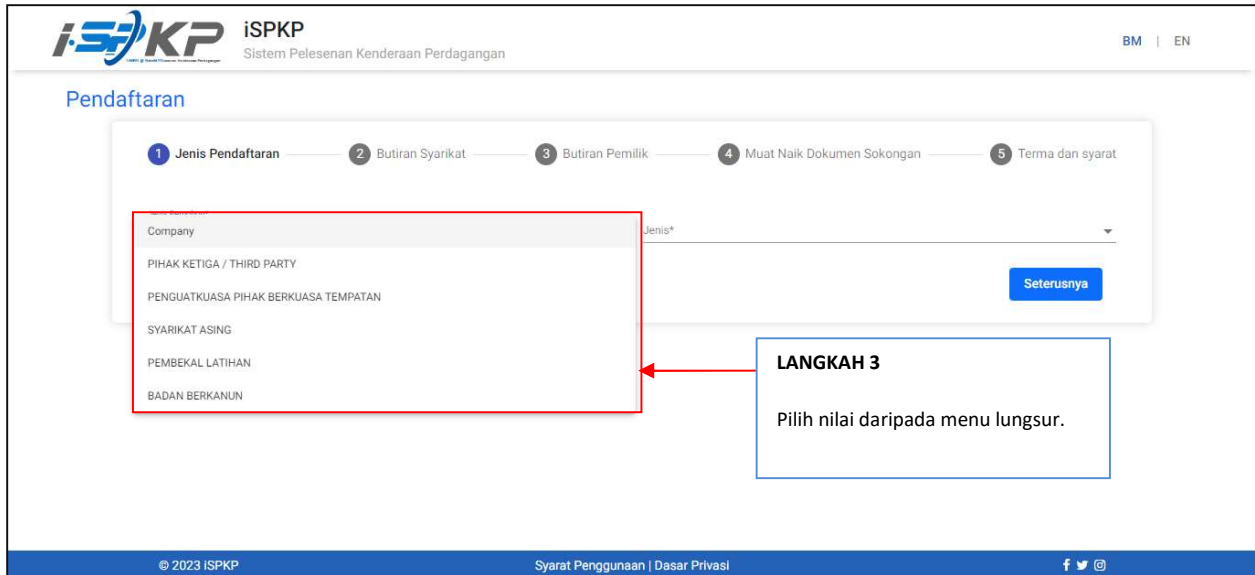 iSPKP
iSPKP
Sistem Pelesenan Kenderaan Perdagangan
BM | EN
Pendaftaran
1 Jenis Pendaftaran
2 Butiran Syarikat
3 Butiran Pemilik
4 Muat Naik Dokumen Sokongan
5 Terma dan syarat
Company
Jenis*
PIHAK KETIGA / THIRD PARTY
PENGUATKUASA PIHAK BERKUASA TEMPATAN
SYARIKAT ASING
PEMBEKAL LATIHAN
BADAN BERKANUN
Seterusnya
LANGKAH 3
Pilih nilai daripada menu lungsur.
© 2023 iSPKP
Syarat Penggunaan | Dasar Privasi